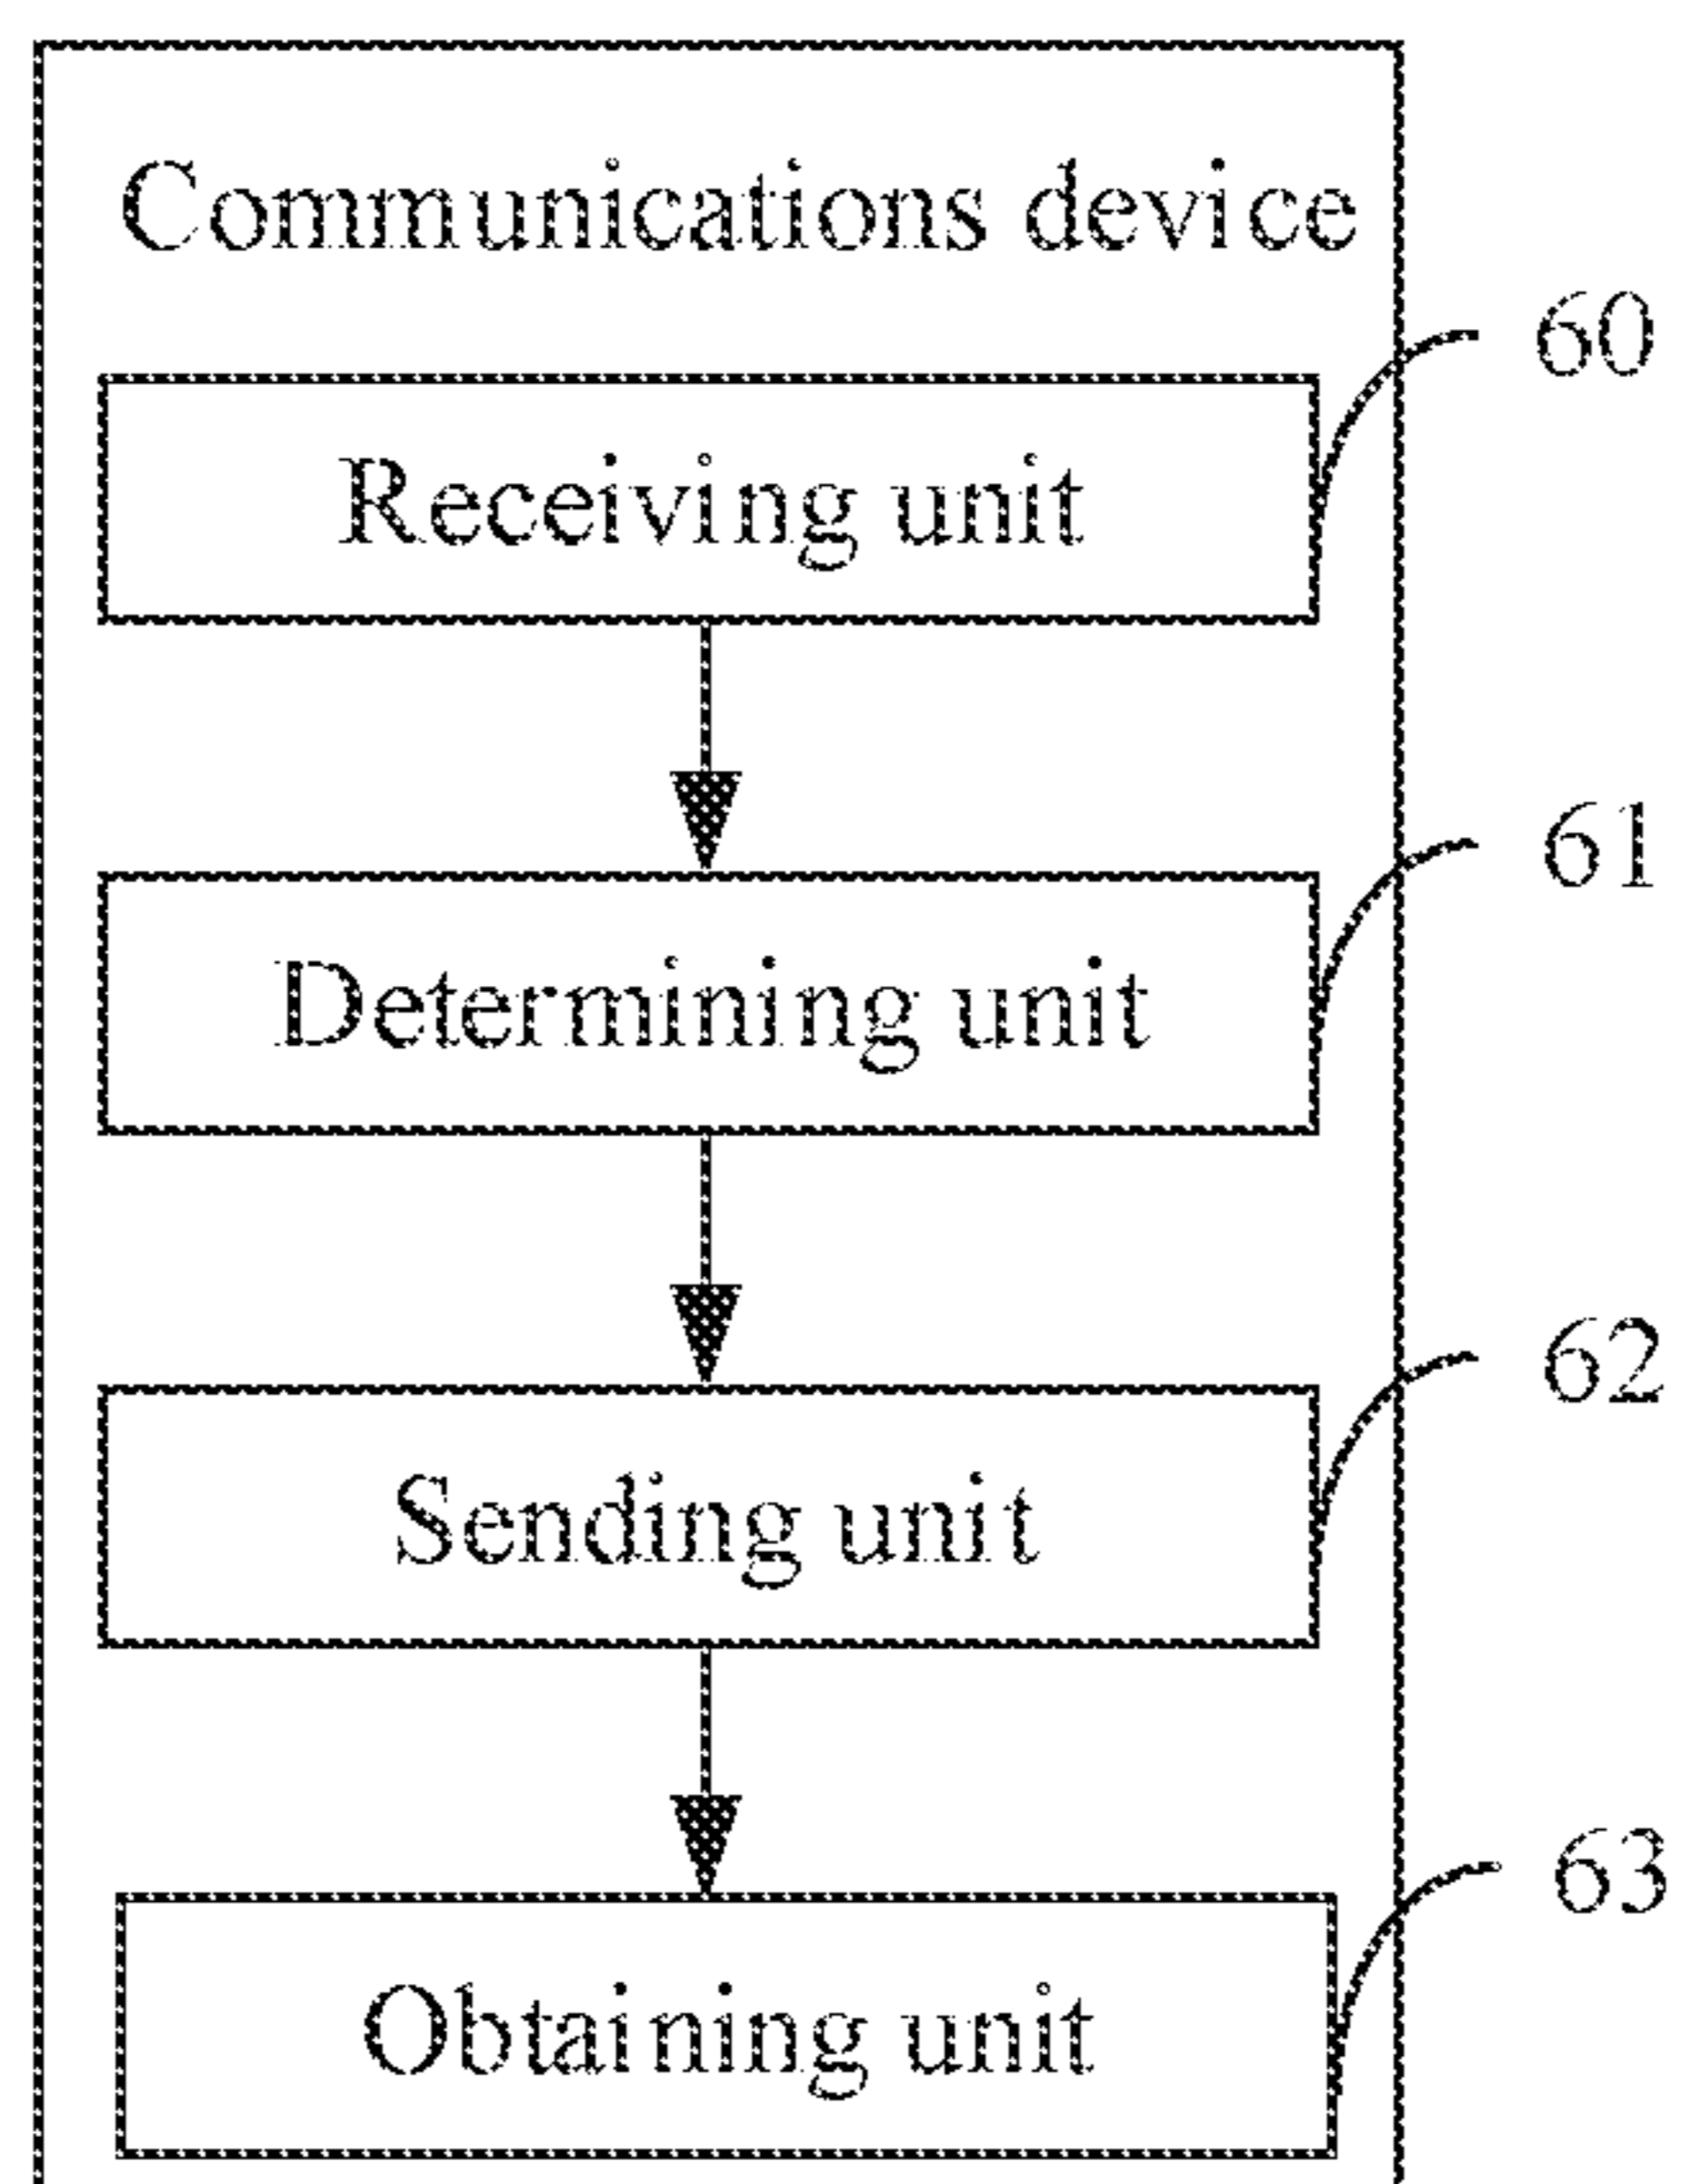 Communications device
60
Receiving unit
61
Determining unit
62
Sending unit
63
Obtaining unit